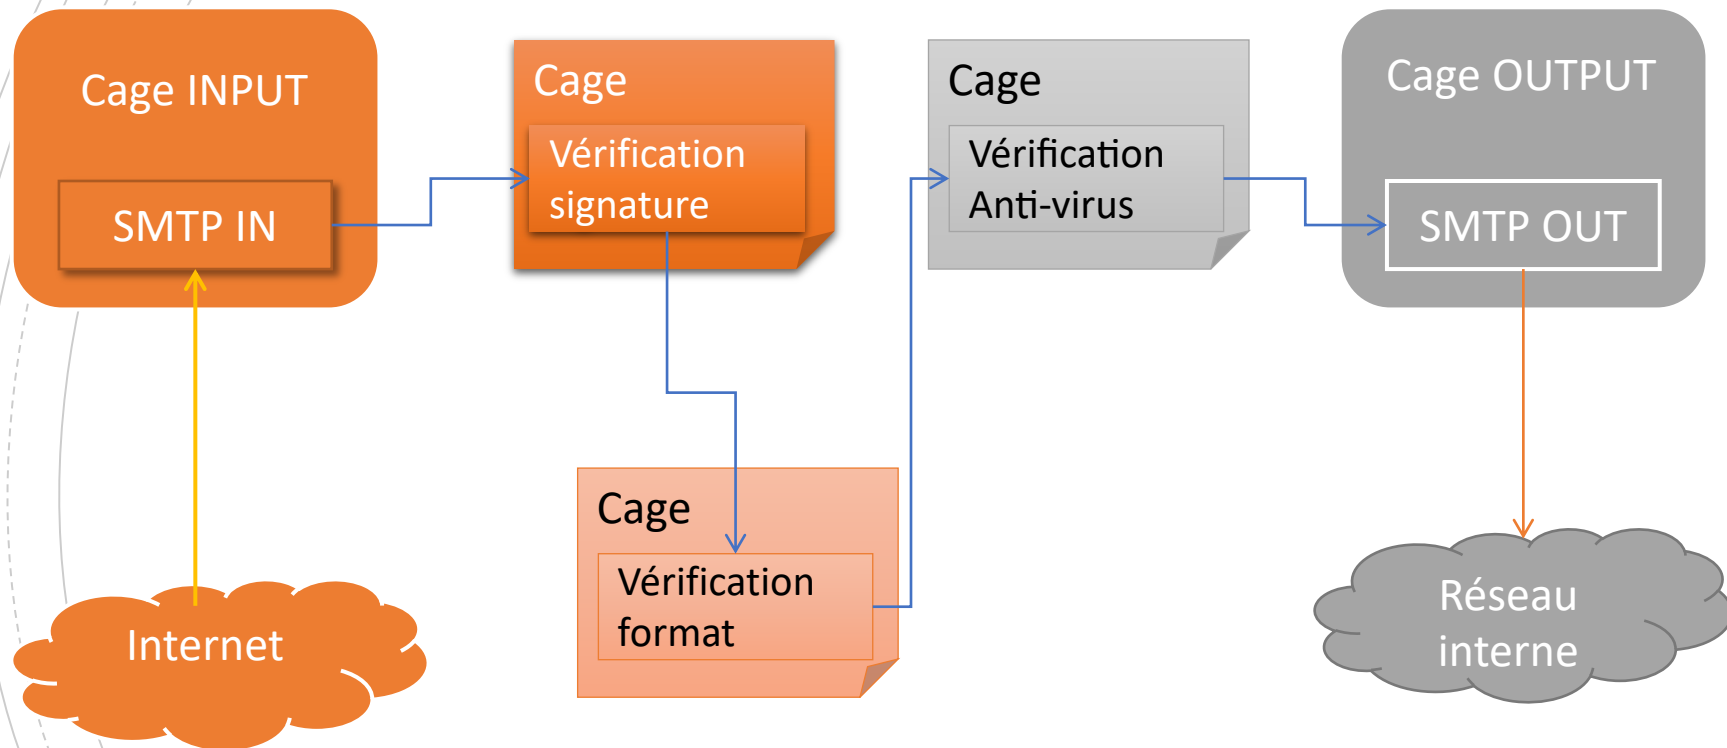 Cage INPUT
SMTP IN
Cage
Vérification
signature
Cage
Vérification
Anti-virus
Cage OUTPUT
SMTP OUT
Cage
Vérification
format
Internet
Réseau
interne